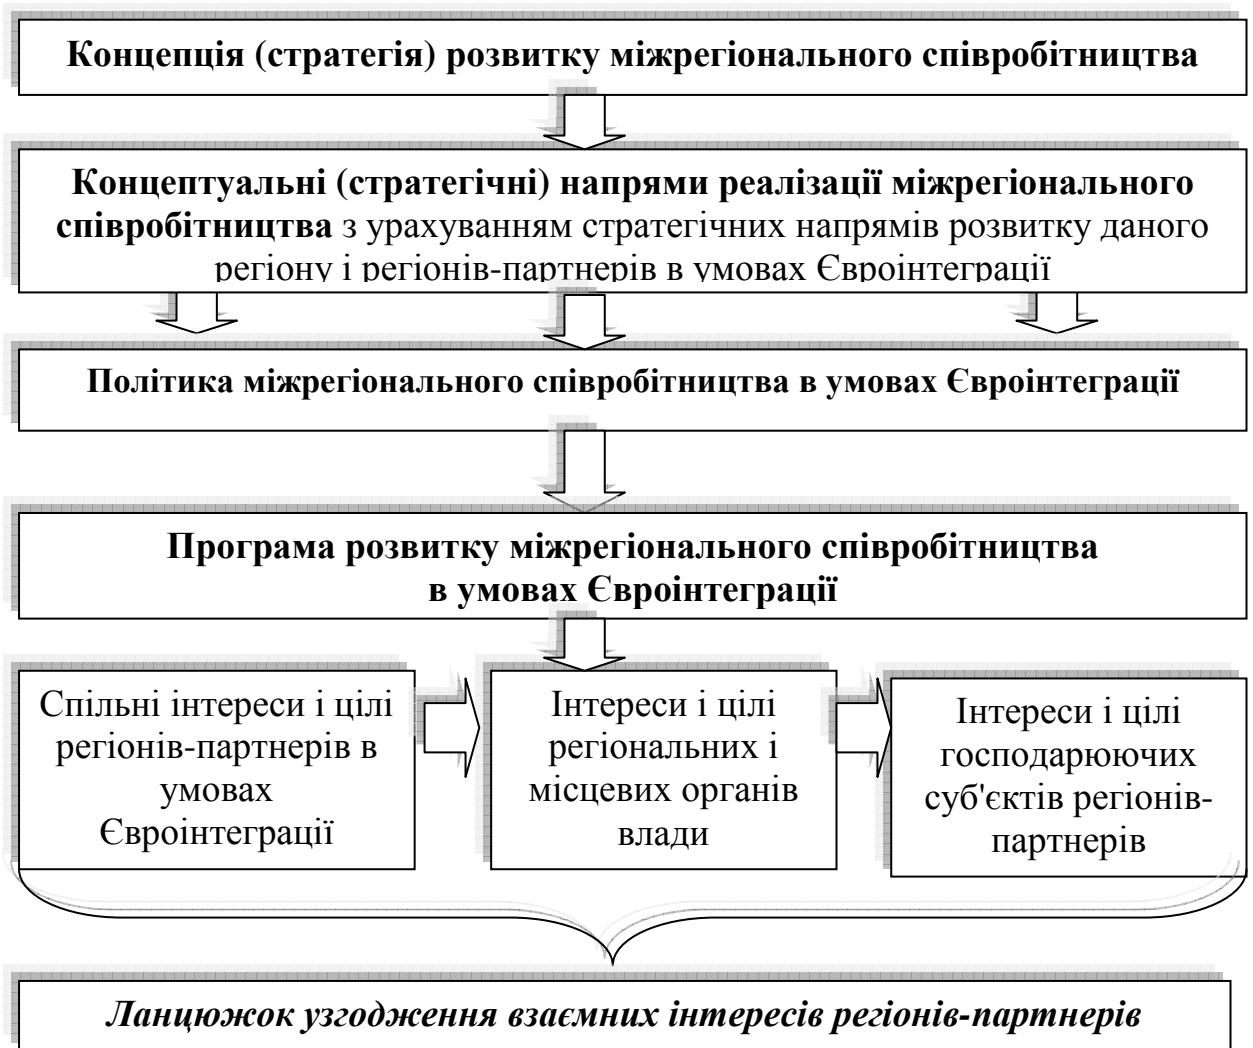 Концепція (стратегія) розвитку міжрегіонального співробітництва
Концептуальні (стратегічні) напрями реалізації міжрегіонального
співробітництва з урахуванням стратегічних напрямів розвитку даного
регіону і регіонів-партнерів в умовах Євроінтеграції
Політика міжрегіонального співробітництва в умовах Євроінтеграції
Програма розвитку міжрегіонального співробітництва
в умовах Євроінтеграції
Спільні інтереси і цілі
регіонів-партнерів в
умовах
Євроінтеграції
Інтереси і цілі
регіональних і
місцевих органів
влади
Інтереси і цілі
господарюючих
суб'єктів регіонів-
партнерів
Ланцюжок узгодження взаємних інтересів регіонів-партнерів